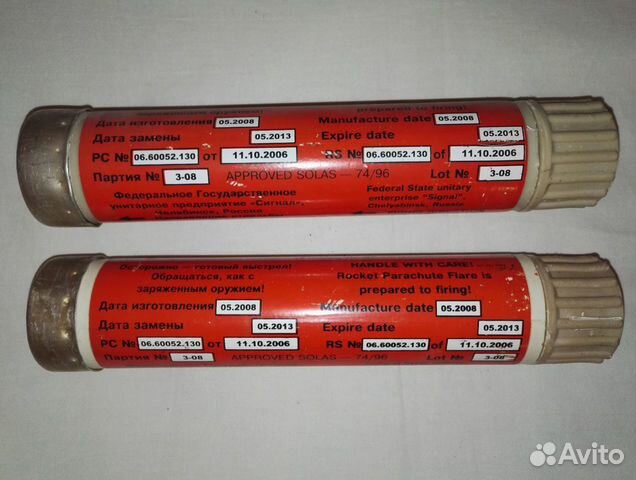 заряженным оружием!
prepared to firing!
Дата изготовления 05.2008
Manufacture date 05.2008
Дата замены 05.2013
Expire date 05.2013
РС № 06.60052.130 от 11.10.2006
RS № 06.60052.130 of 11.10.2006
Партия № 3-08
APPROVED SOLAS — 74/96
Lot № 3-08
Федеральное Государственное
унитарное предприятие «Сигнал»,
Челябинск, Россия
Federal State unitary
enterprise "Signal",
Chelyabinsk, Russia
Осторожно — готовый выстрел!
Обращаться, как с
заряженным оружием!
HANDLE WITH CARE!
Rocket Parachute Flare is
prepared to firing!
Дата изготовления 05.2008
Manufacture date 05.2008
Дата замены 05.2013
Expire date 05.2013
РС № 06.60052.130 от 11.10.2006
RS № 06.60052.130 of 11.10.2006
Партия № 3-08
APPROVED SOLAS — 74/96
Lot № 3-08
Avito